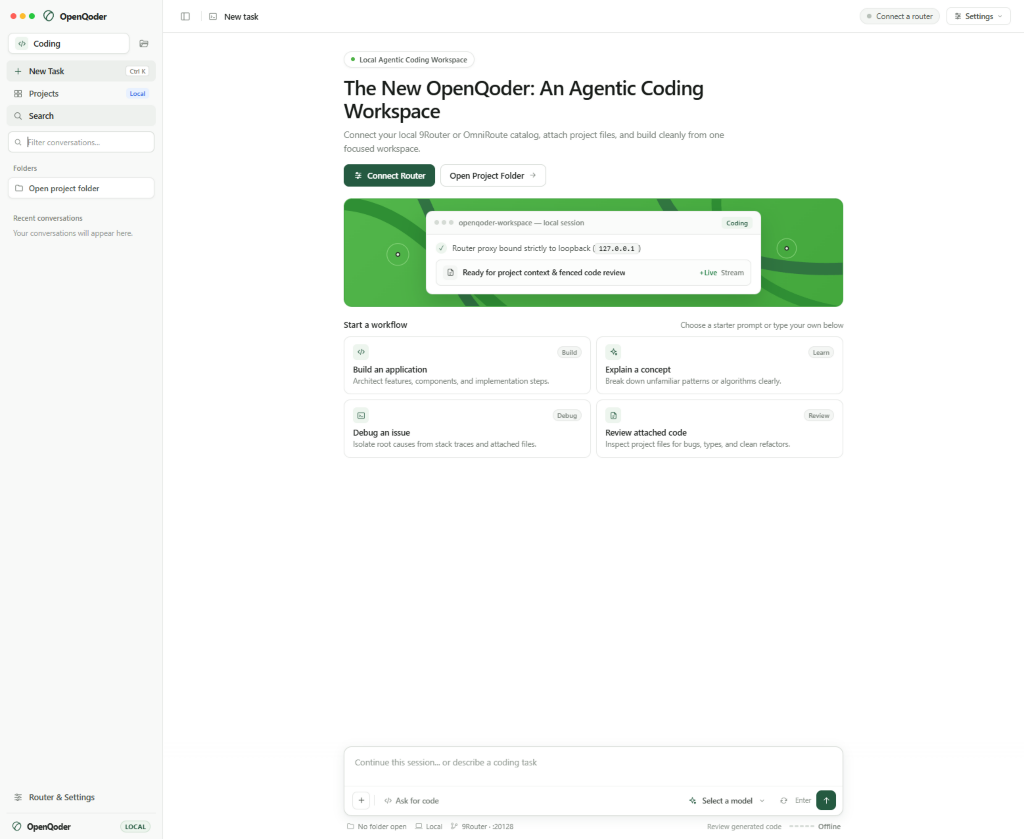 OpenQoder
Coding
New Task Ctrl K
Projects Local
Search
Filter conversations...
Folders
Open project folder
Recent conversations
Your conversations will appear here.
Router & Settings
OpenQoder LOCAL
New task
Connect a router
Settings
Local Agentic Coding Workspace
The New OpenQoder: An Agentic Coding
Workspace
Connect your local 9Router or OmniRoute catalog, attach project files, and build cleanly from one
focused workspace.
Connect Router
Open Project Folder →
openqoder-workspace — local session Coding
Router proxy bound strictly to loopback ( 127.0.0.1 )
Ready for project context & fenced code review +Live Stream
Start a workflow Choose a starter prompt or type your own below
Build
Build an application
Architect features, components, and implementation steps.
Learn
Explain a concept
Break down unfamiliar patterns or algorithms clearly.
Debug
Debug an issue
Isolate root causes from stack traces and attached files.
Review
Review attached code
Inspect project files for bugs, types, and clean refactors.
Continue this session... or describe a coding task
Ask for code Select a model Enter
No folder open Local 9Router · :20128 Review generated code Offline